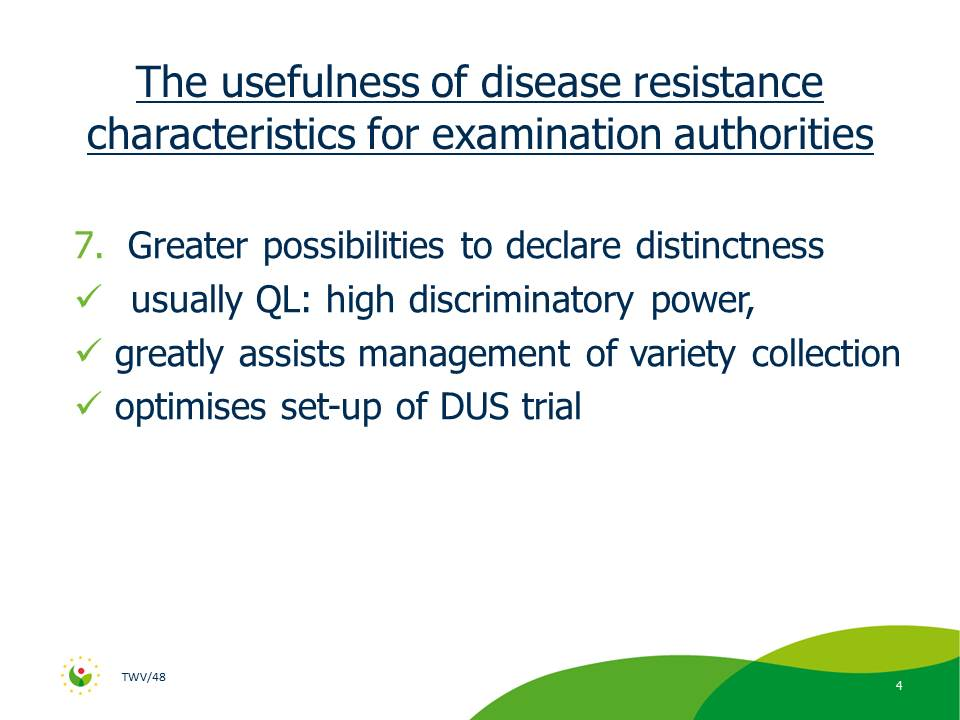 The usefulness of disease resistance
characteristics for examination authorities
7. Greater possibilities to declare distinctness
✓ usually QL: high discriminatory power,
✓ greatly assists management of variety collection
✓ optimises set-up of DUS trial
TWV/48
4